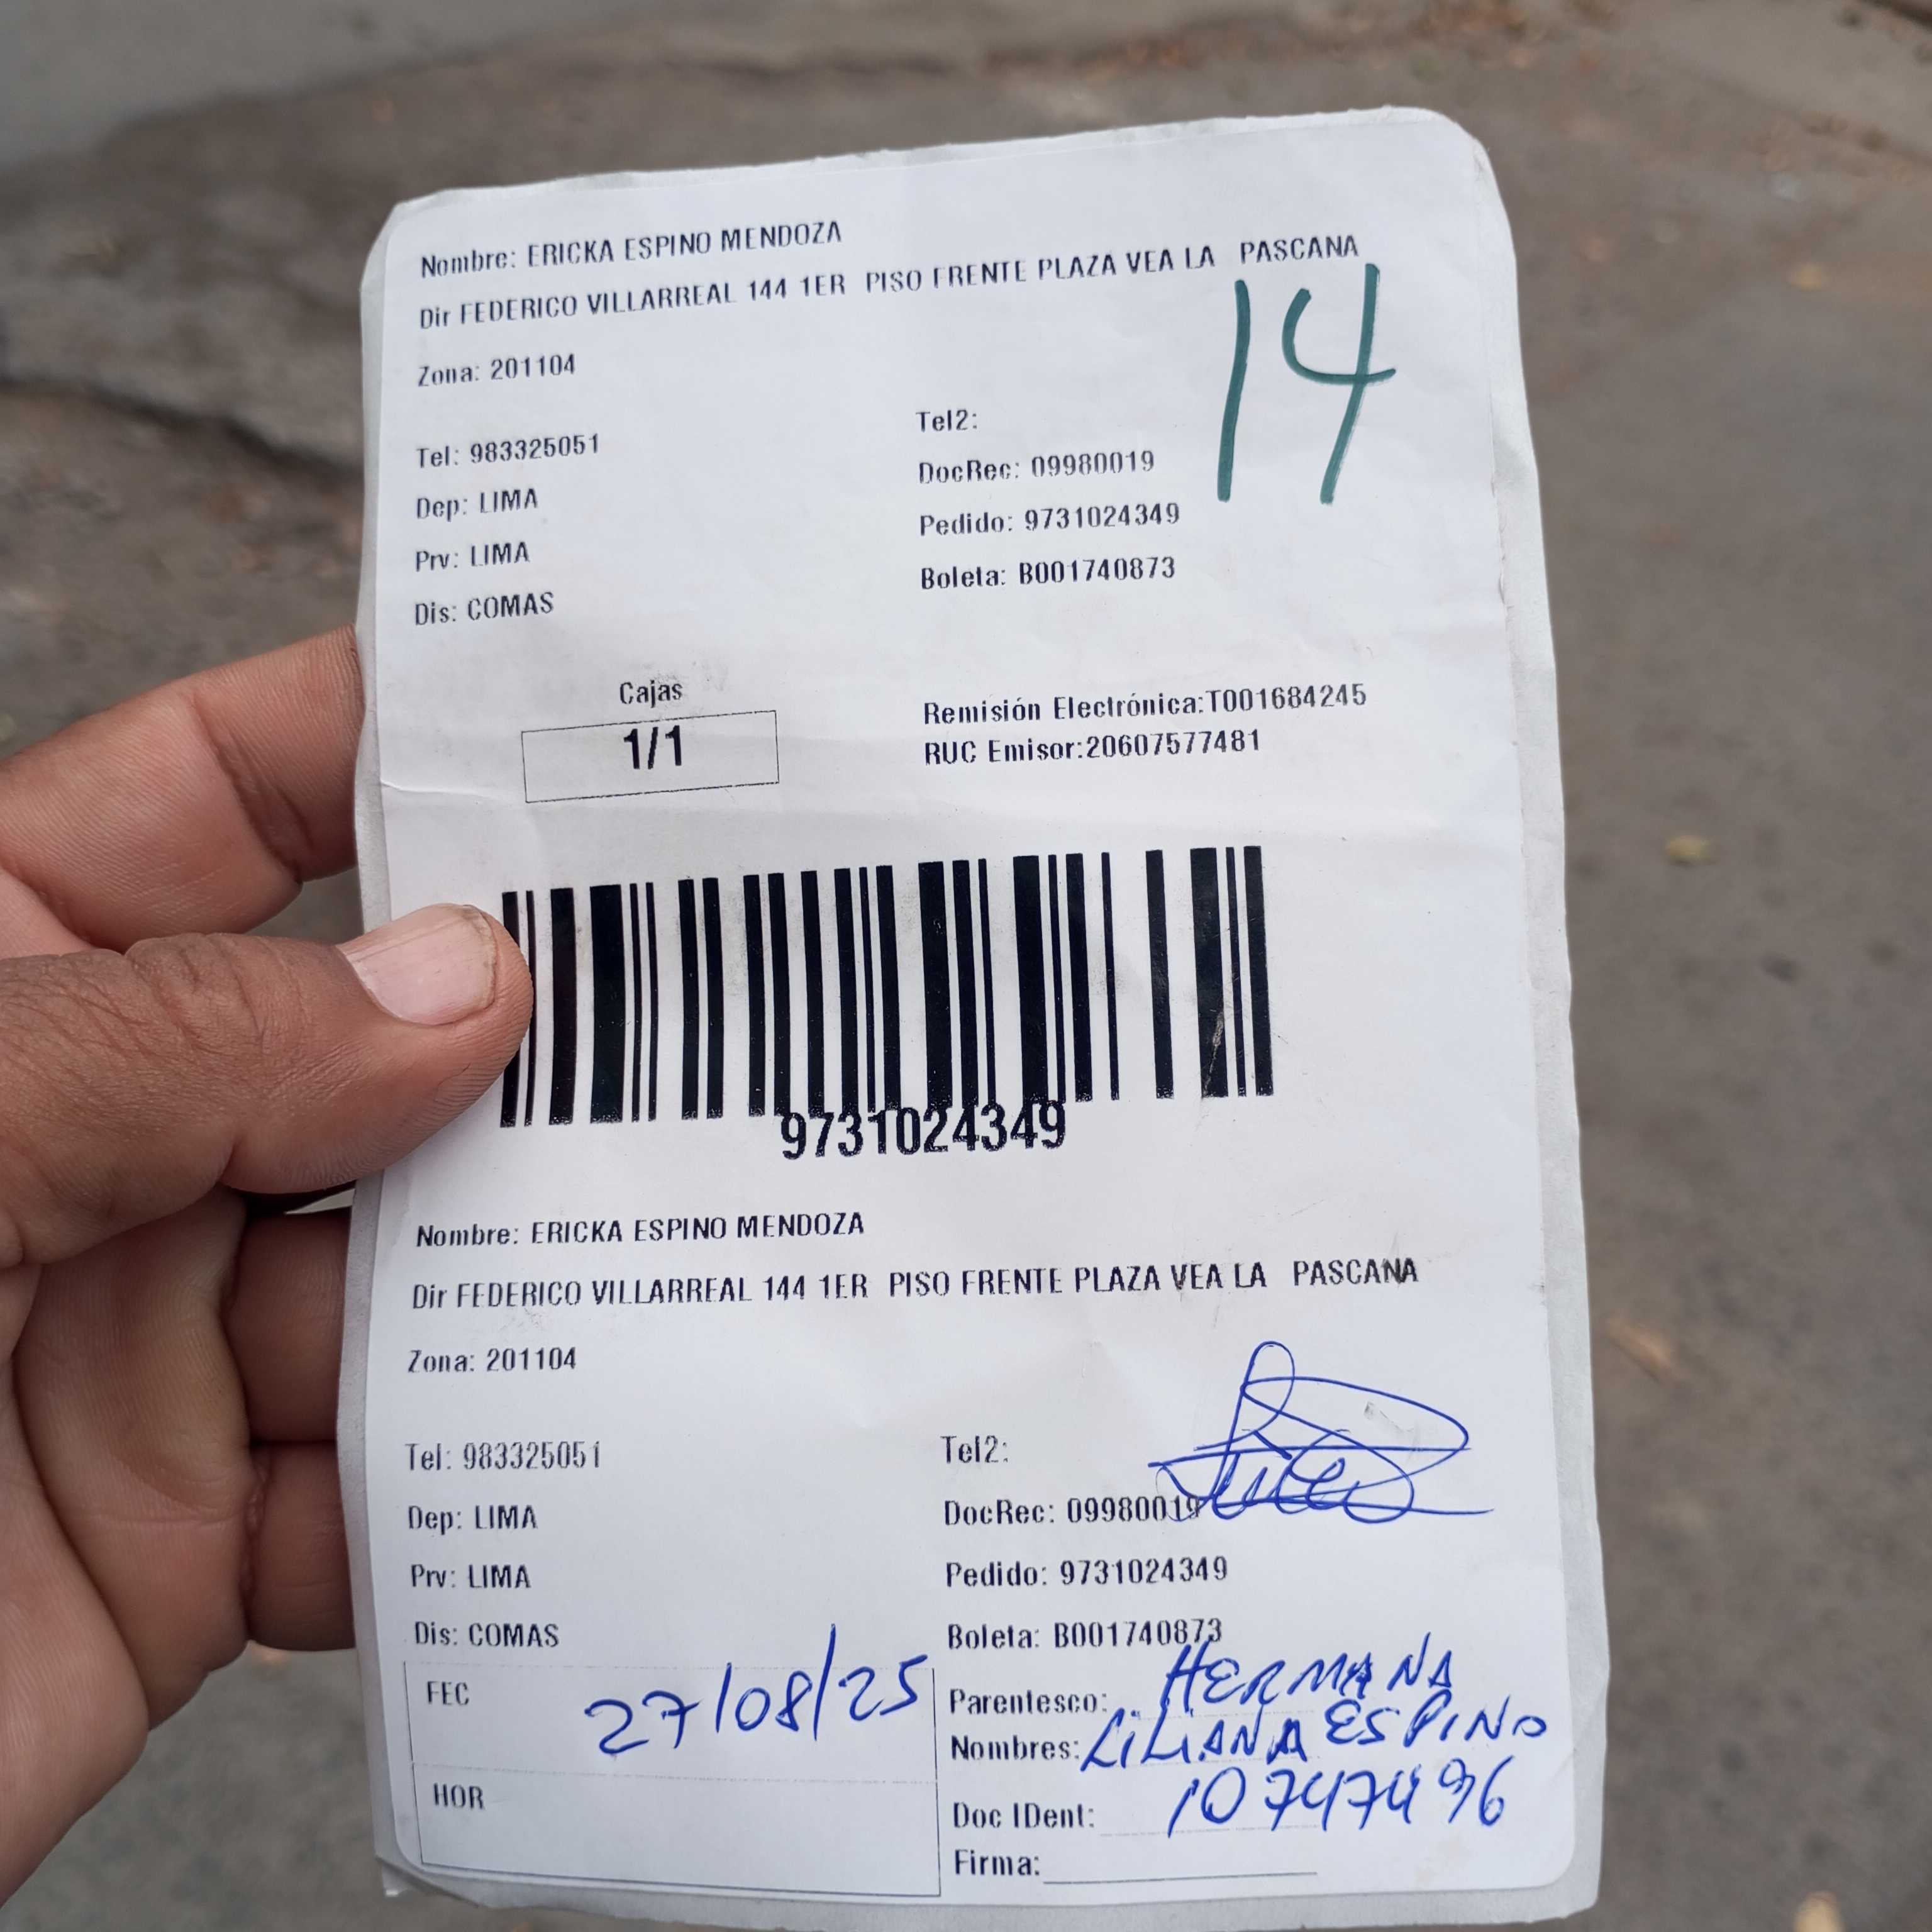 Nombre: ERICKA ESPINO MENDOZA
Dir FEDERICO VILLARREAL 144 1ER PISO FRENTE PLAZA VEA LA PASCANA
14
Zona: 201104
Tel: 983325051
Tel2:
Dep: LIMA
DocRec: 09980019
Prv: LIMA
Pedido: 9731024349
Dis: COMAS
Boleta: B001740873
Cajas
1/1
Remisión Electrónica:T001684245
RUC Emisor:20607577481
9731024349
Nombre: ERICKA ESPINO MENDOZA
Dir FEDERICO VILLARREAL 144 1ER PISO FRENTE PLAZA VEA LA PASCANA
Zona: 201104
Tel: 983325051
Tel2:
Dep: LIMA
DocRec: 09980019
Prv: LIMA
Pedido: 9731024349
Dis: COMAS
Boleta: B001740873
FEC 27/08/25
Parentesco: HERMANA
Nombres: LILIANA ESPINO
HOR
Doc IDent: 10747496
Firma: